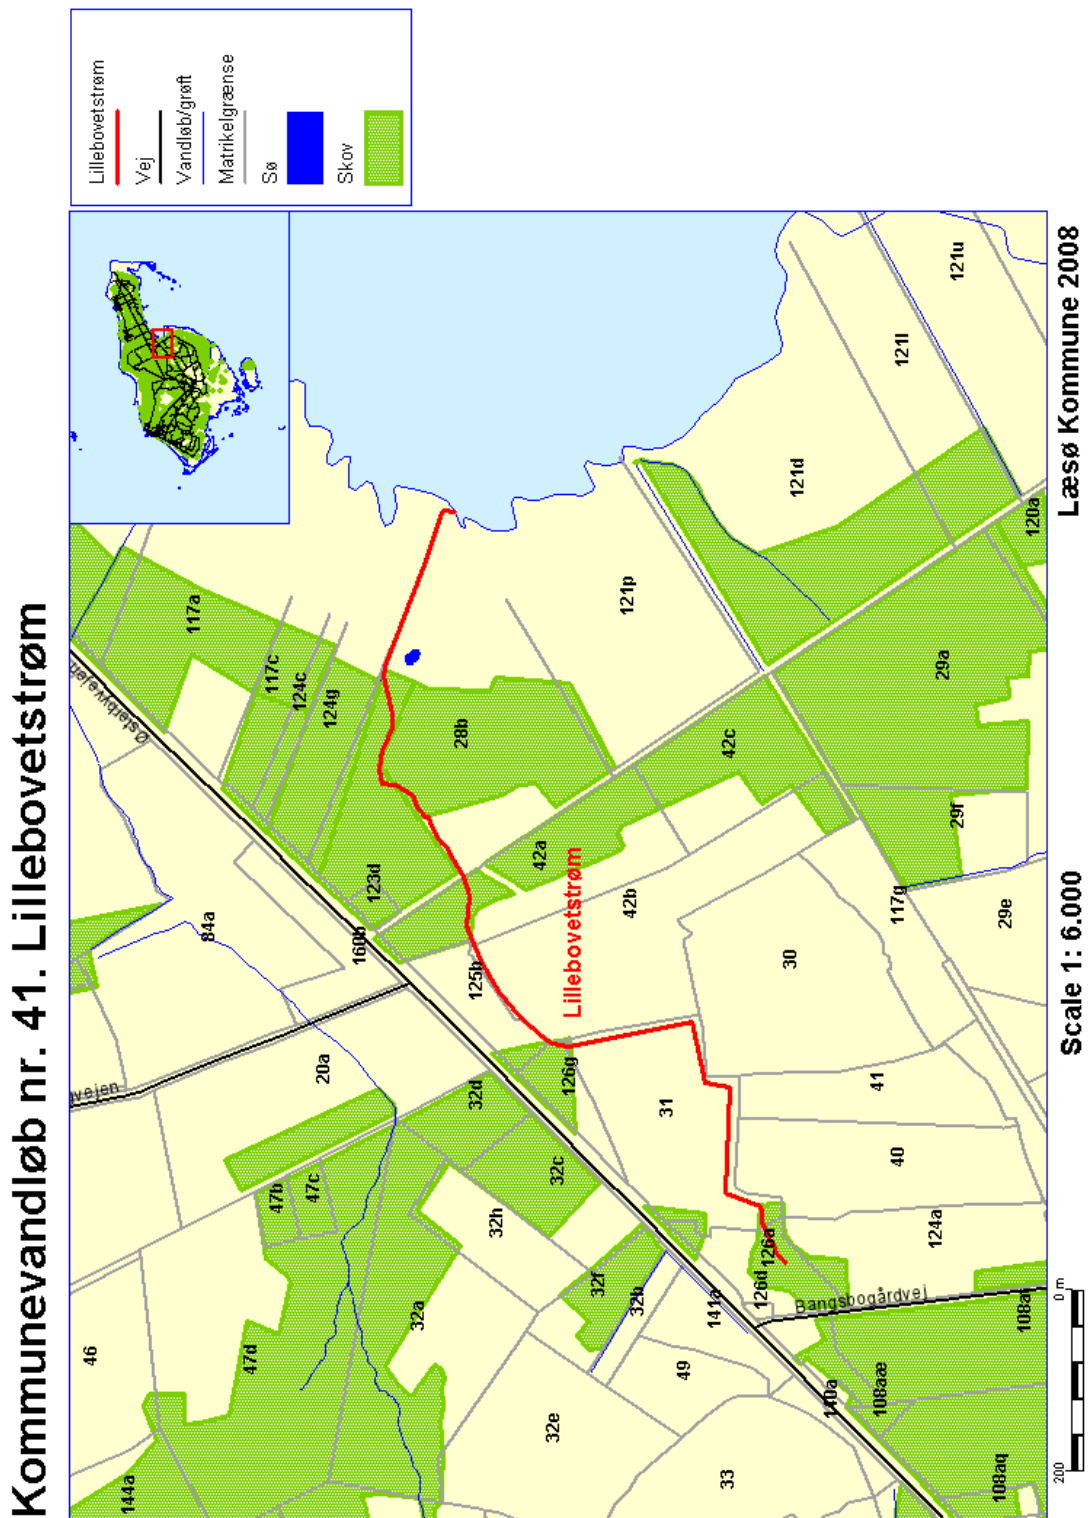 Kommunevandløb nr. 41. Lillebovetstrøm
Lillebovetstrøm
Vej
Vandløb/grøft
Matrikelgrænse
Sø
Skov
117a
Østerbyvejen
117c
124c
124g
84a
123d
160b
28b
121p
121d
121l
121u
120a
42c
29a
42a
42b
29f
117g
29e
30
125b
Lillebovetstrøm
20a
126g
32d
31
41
40
47b
47c
32c
32h
124a
126a
126d
32f
32b
141a
Bangsbogårdvej
46
47d
32a
49
140a
108aæ
32e
33
144a
108aq
Scale 1: 6.000
Læsø Kommune 2008
200
0 m